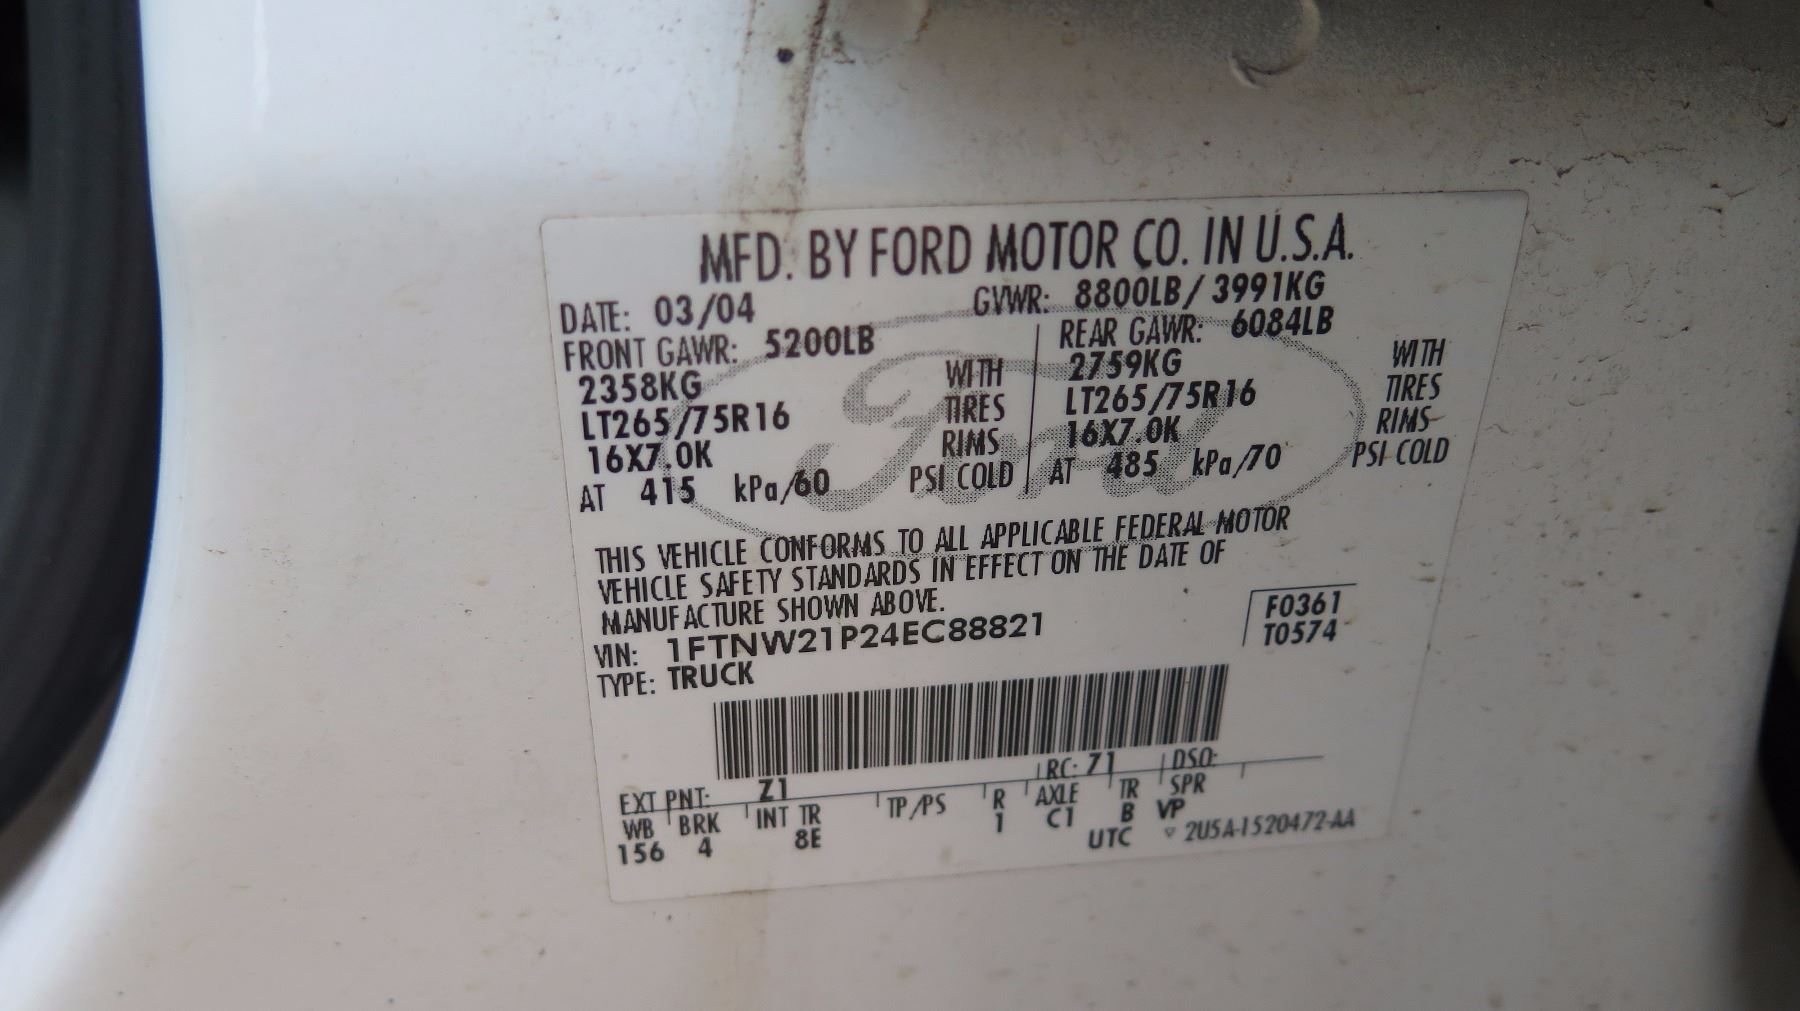 MFD. BY FORD MOTOR CO. IN U.S.A.
DATE: 03/04 GVWR: 8800LB/ 3991KG
FRONT GAWR: 5200LB REAR GAWR: 6084LB
2358KG WITH 2759KG WITH
LT265/75R16 TIRES LT265/75R16 TIRES
16X7.0K RIMS 16X7.0K RIMS
AT 415 kPa/60 PSI COLD AT 485 kPa/70 PSI COLD
Ford
THIS VEHICLE CONFORMS TO ALL APPLICABLE FEDERAL MOTOR
VEHICLE SAFETY STANDARDS IN EFFECT ON THE DATE OF
MANUFACTURE SHOWN ABOVE.
VIN: 1FTNW21P24EC88821 F0361
TYPE: TRUCK T0574
EXT PNT: Z1 RC: 71 DSO:
WB BRK INT TR TP/PS R AXLE TR SPR
156 4 8E 1 C1 B VP
UTC ▽ 2U5A-1520472-AA